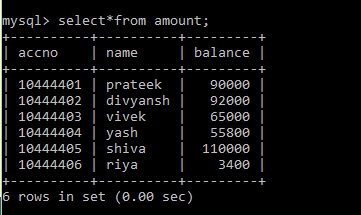 mysql> select*from amount;
+----------+----------+---------+
| accno | name | balance |
+----------+----------+---------+
| 10444401 | prateek | 90000 |
| 10444402 | divyansh | 92000 |
| 10444403 | vivek | 65000 |
| 10444404 | yash | 55800 |
| 10444405 | shiva | 110000 |
| 10444406 | riya | 3400 |
+----------+----------+---------+
6 rows in set (0.00 sec)